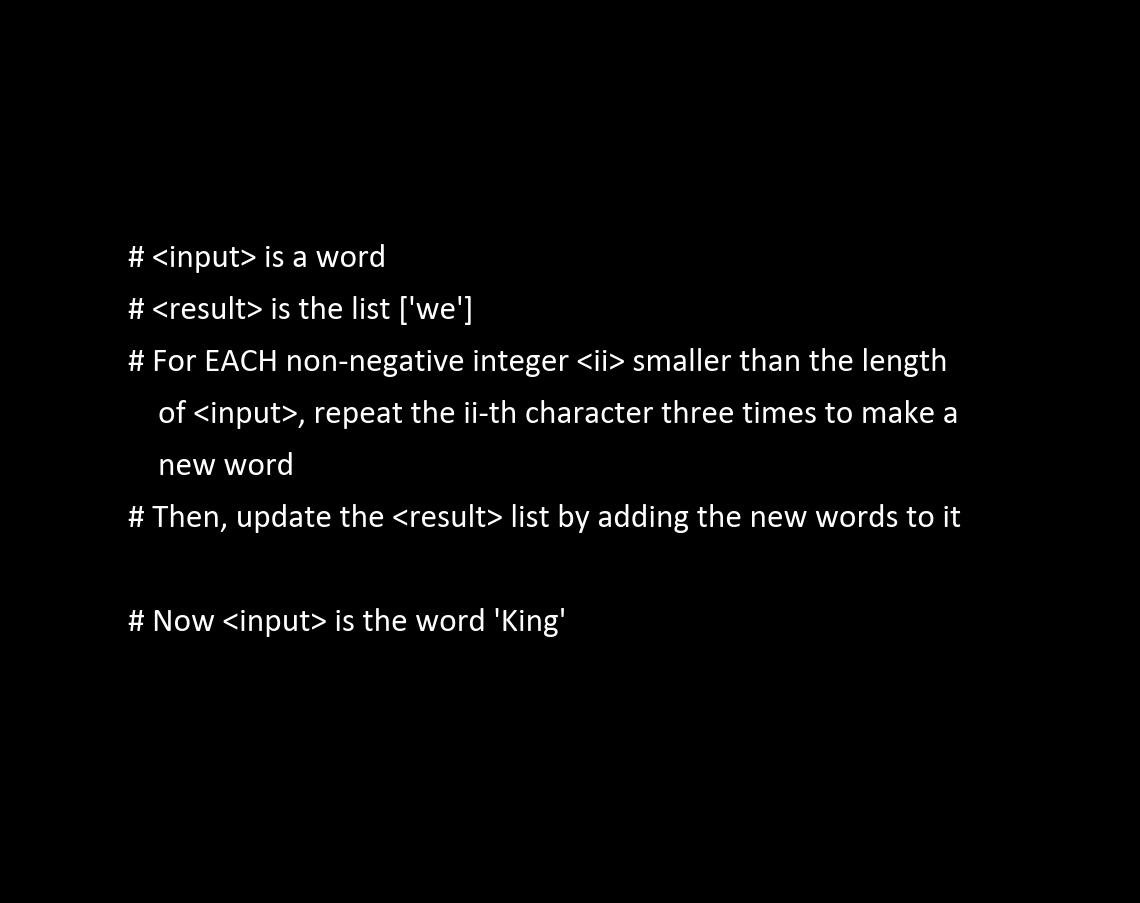 # <input> is a word
# <result> is the list ['we']
# For EACH non-negative integer <ii> smaller than the length
of <input>, repeat the ii-th character three times to make a
new word
# Then, update the <result> list by adding the new words to it
# Now <input> is the word 'King'